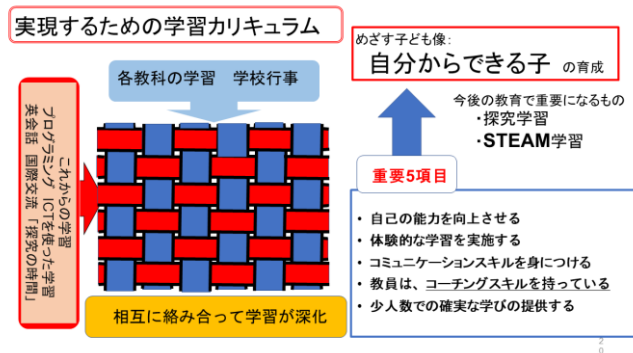 実現するための学習カリキュラム
各教科の学習　学校行事
これからの学習
プログラミング ICTを使った学習
英会話 国際交流 「探究の時間」
相互に絡み合って学習が深化
めざす子ども像:
自分からできる子 の育成
今後の教育で重要になるもの
・探究学習
・STEAM学習
重要5項目
• 自己の能力を向上させる
• 体験的な学習を実施する
• コミュニケーションスキルを身につける
• 教員は、コーチングスキルを持っている
• 少人数での確実な学びの提供する
20